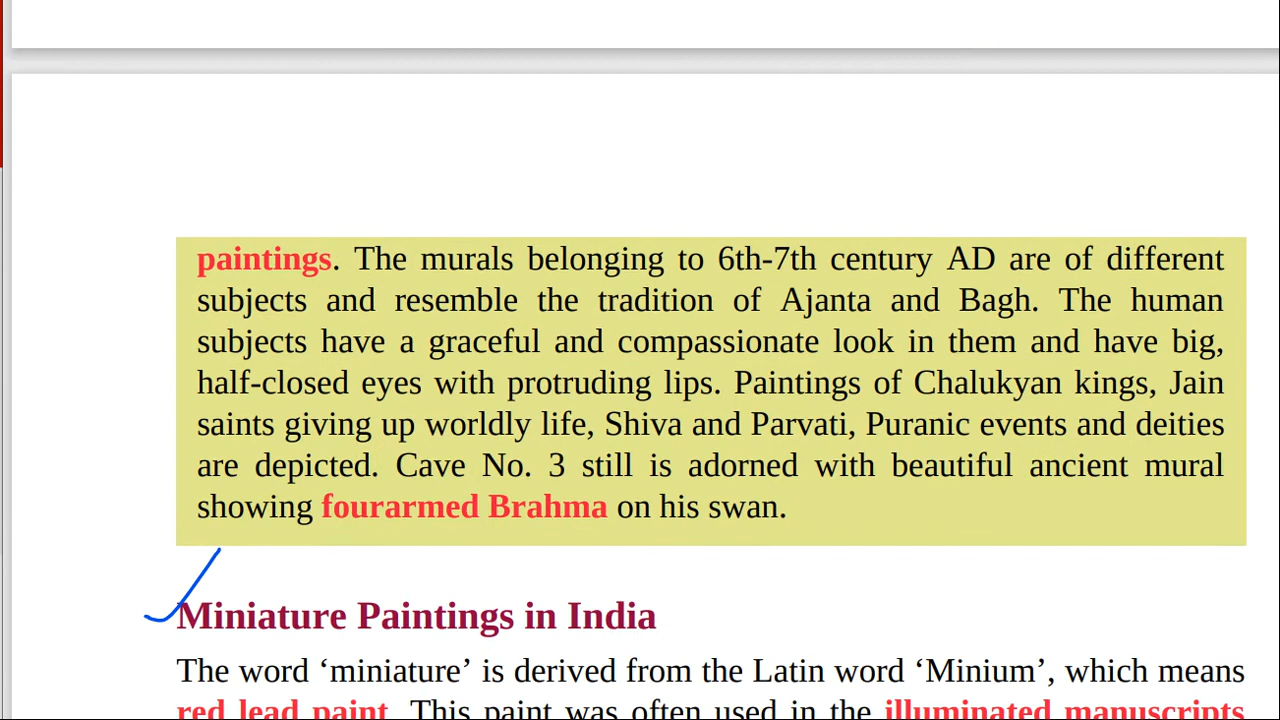 paintings. The murals belonging to 6th-7th century AD are of different
subjects and resemble the tradition of Ajanta and Bagh. The human
subjects have a graceful and compassionate look in them and have big,
half-closed eyes with protruding lips. Paintings of Chalukyan kings, Jain
saints giving up worldly life, Shiva and Parvati, Puranic events and deities
are depicted. Cave No. 3 still is adorned with beautiful ancient mural
showing fourarmed Brahma on his swan.
Miniature Paintings in India
The word ‘miniature’ is derived from the Latin word ‘Minium’, which means
red lead paint. This paint was often used in the illuminated manuscripts